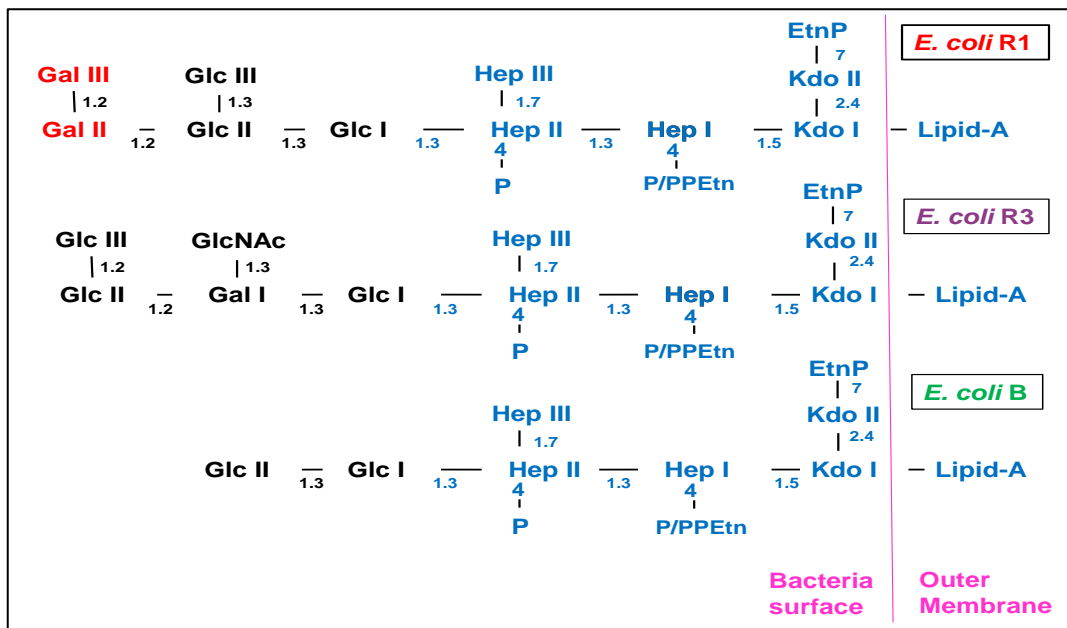 EtnP
E. coli R1
7
Gal III Glc III Hep III Kdo II
1.2 1.3 1.7 2.4
Gal II 1.2 Glc II 1.3 Glc I 1.3 Hep II 1.3 Hep I 1.5 Kdo I Lipid-A
4 4
P P/PPEtn
EtnP
E. coli R3
7
Glc III GlcNAc Hep III Kdo II
1.2 1.3 1.7 2.4
Glc II 1.2 Gal I 1.3 Glc I 1.3 Hep II 1.3 Hep I 1.5 Kdo I Lipid-A
4 4
P P/PPEtn
EtnP
E. coli B
7
Hep III Kdo II
1.7 2.4
Glc II 1.3 Glc I 1.3 Hep II 1.3 Hep I 1.5 Kdo I Lipid-A
4 4
P P/PPEtn
Bacteria Outer
surface Membrane